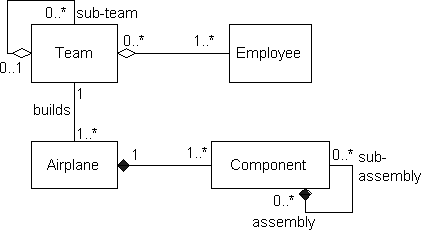 0..* sub-team
Team
0..* 1..*
Employee
0..1
1
builds
1..*
Airplane
1 1..*
Component
0..* sub-
assembly
0..*
assembly